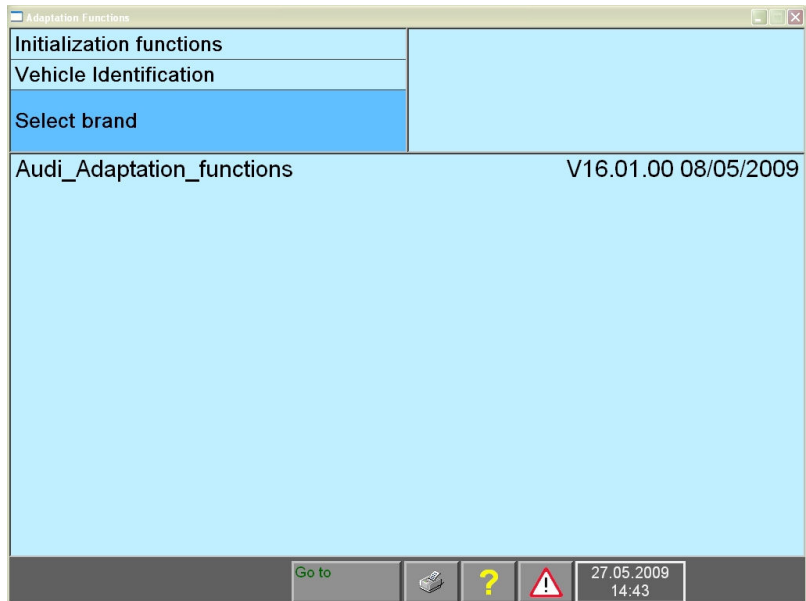 Adaptation Functions
Initialization functions
Vehicle Identification
Select brand
Audi_Adaptation_functions V16.01.00 08/05/2009
Go to
?
!
27.05.2009
14:43